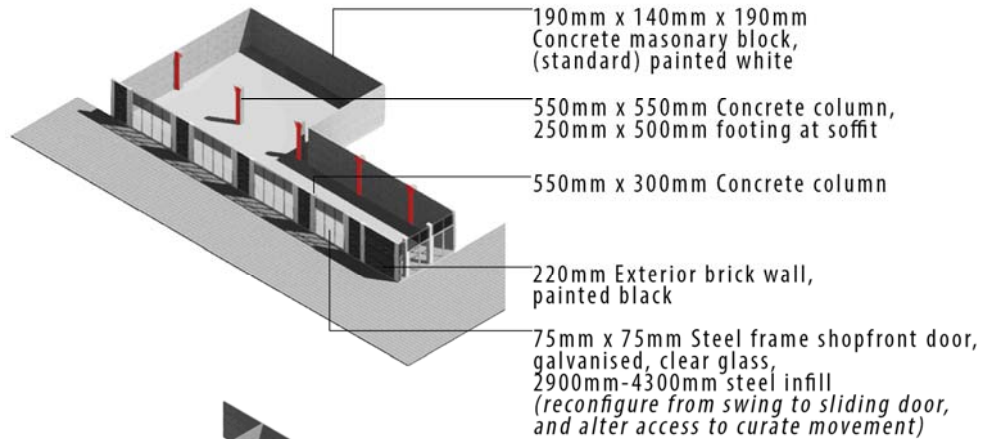 190mm x 140mm x 190mm
Concrete masonary block,
(standard) painted white
550mm x 550mm Concrete column,
250mm x 500mm footing at soffit
550mm x 300mm Concrete column
220mm Exterior brick wall,
painted black
75mm x 75mm Steel frame shopfront door,
galvanised, clear glass,
2900mm-4300mm steel infill
(reconfigure from swing to sliding door,
and alter access to curate movement)